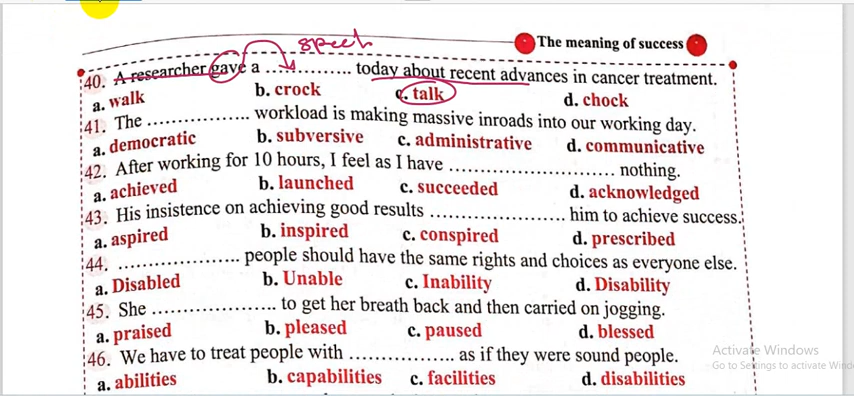 speech
The meaning of success
40. A researcher gave a .................. today about recent advances in cancer treatment.
a. walk b. crock c. talk d. chock
41. The .................. workload is making massive inroads into our working day.
a. democratic b. subversive c. administrative d. communicative
42. After working for 10 hours, I feel as I have .............................. nothing.
a. achieved b. launched c. succeeded d. acknowledged
43. His insistence on achieving good results ........................ him to achieve success.
a. aspired b. inspired c. conspired d. prescribed
44. ........................ people should have the same rights and choices as everyone else.
a. Disabled b. Unable c. Inability d. Disability
45. She ........................ to get her breath back and then carried on jogging.
a. praised b. pleased c. paused d. blessed
46. We have to treat people with .................. as if they were sound people.
a. abilities b. capabilities c. facilities d. disabilities
Activate Windows
Go to Settings to activate Wind